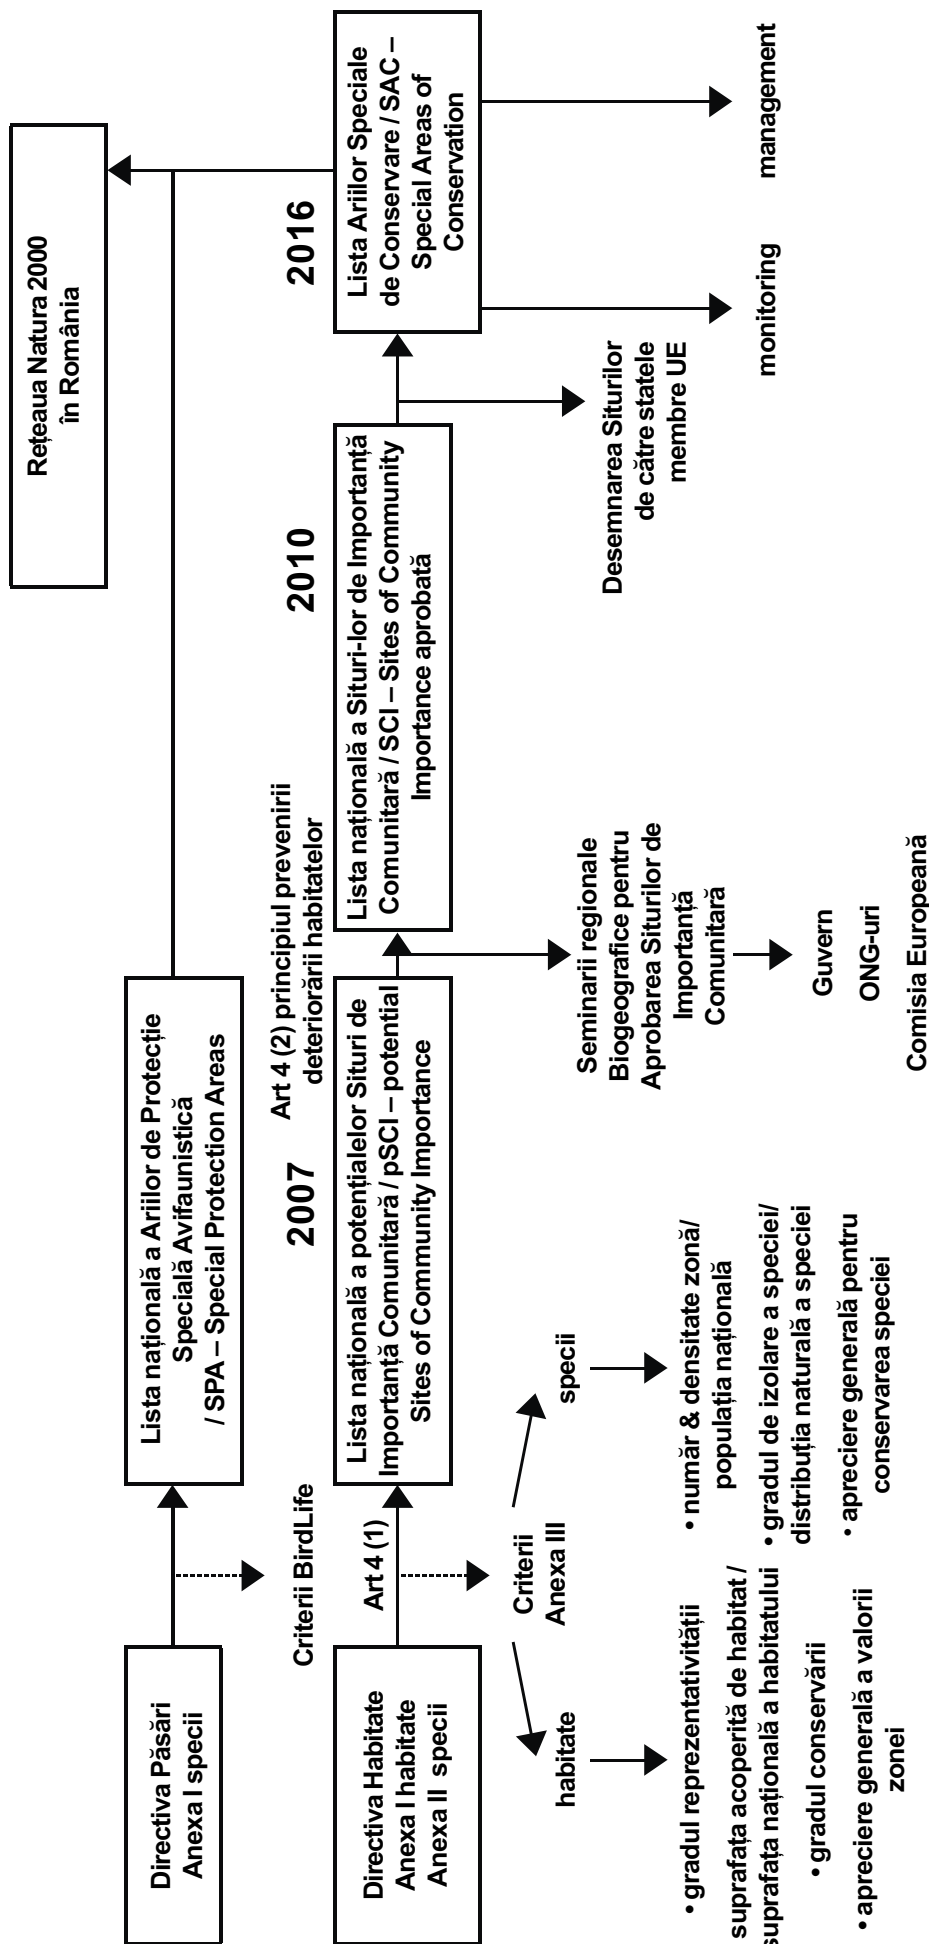 Directiva Păsări
Anexa I specii
Criterii BirdLife
Lista națională a Ariilor de Protecție
Specială Avifaunistică
/ SPA – Special Protection Areas
Rețeaua Natura 2000
în România
Directiva Habitate
Anexa I habitate
Anexa II specii
Art 4 (1)
2007
Lista națională a potențialelor Situri de
Importanță Comunitară / pSCI – potential
Sites of Community Importance
Art 4 (2) principiul prevenirii
deteriorării habitatelor
2010
Lista națională a Situri-lor de Importanță
Comunitară / SCI – Sites of Community
Importance aprobată
2016
Lista Ariilor Speciale
de Conservare / SAC –
Special Areas of
Conservation
Criterii
Anexa III
habitate
• gradul reprezentativității
suprafața acoperită de habitat /
suprafața națională a habitatului
• gradul conservării
• apreciere generală a valorii
zonei
specii
• număr & densitate zonă/
populația națională
• gradul de izolare a speciei/
distribuția naturală a speciei
• apreciere generală pentru
conservarea speciei
Seminarii regionale
Biogeografice pentru
Aprobarea Siturilor de
Importanță
Comunitară
Guvern
ONG-uri
Comisia Europeană
Desemnarea Siturilor
de către statele
membre UE
monitoring
management